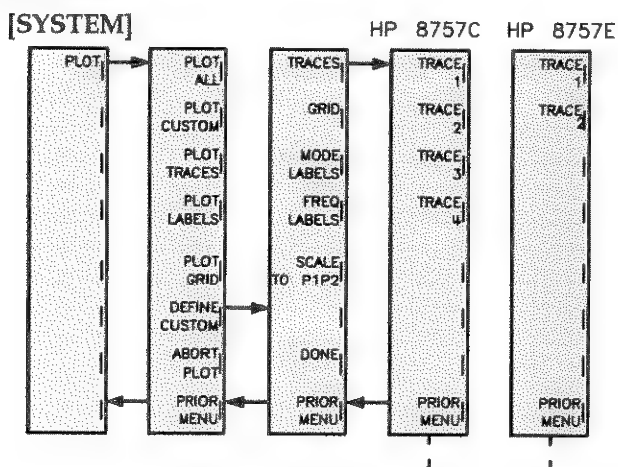 [SYSTEM]
HP 8757C
HP 8757E
PLOT
PLOT
ALL
PLOT
CUSTOM
PLOT
TRACES
PLOT
LABELS
PLOT
GRID
DEFINE
CUSTOM
ABORT
PLOT
PRIOR
MENU
TRACES
GRID
MODE
LABELS
FREQ
LABELS
SCALE
TO P1P2
DONE
PRIOR
MENU
TRACE
1
TRACE
2
TRACE
3
TRACE
4
PRIOR
MENU
TRACE
1
TRACE
2
PRIOR
MENU